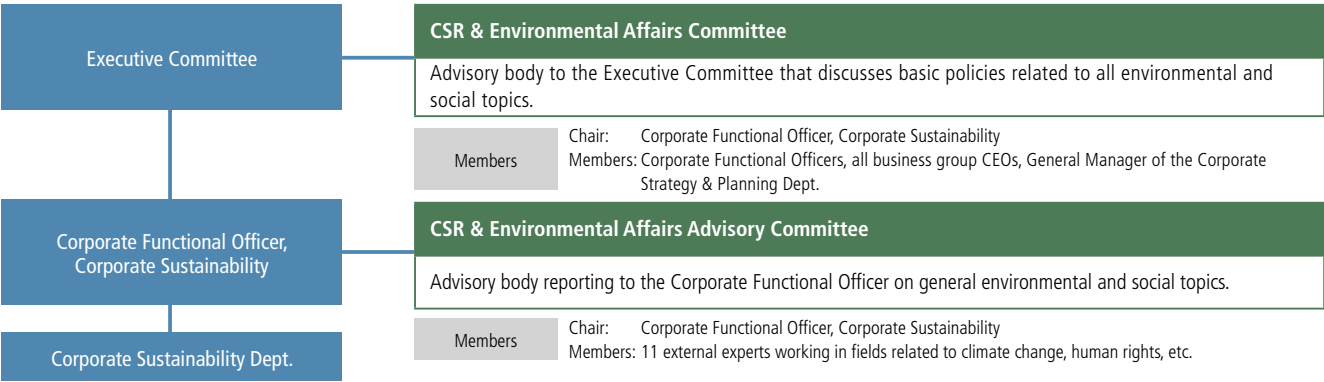 Executive Committee
CSR & Environmental Affairs Committee
Advisory body to the Executive Committee that discusses basic policies related to all environmental and
social topics.
Members
Chair: Corporate Functional Officer, Corporate Sustainability
Members: Corporate Functional Officers, all business group CEOs, General Manager of the Corporate
Strategy & Planning Dept.
Corporate Functional Officer,
Corporate Sustainability
CSR & Environmental Affairs Advisory Committee
Advisory body reporting to the Corporate Functional Officer on general environmental and social topics.
Members
Chair: Corporate Functional Officer, Corporate Sustainability
Members: 11 external experts working in fields related to climate change, human rights, etc.
Corporate Sustainability Dept.